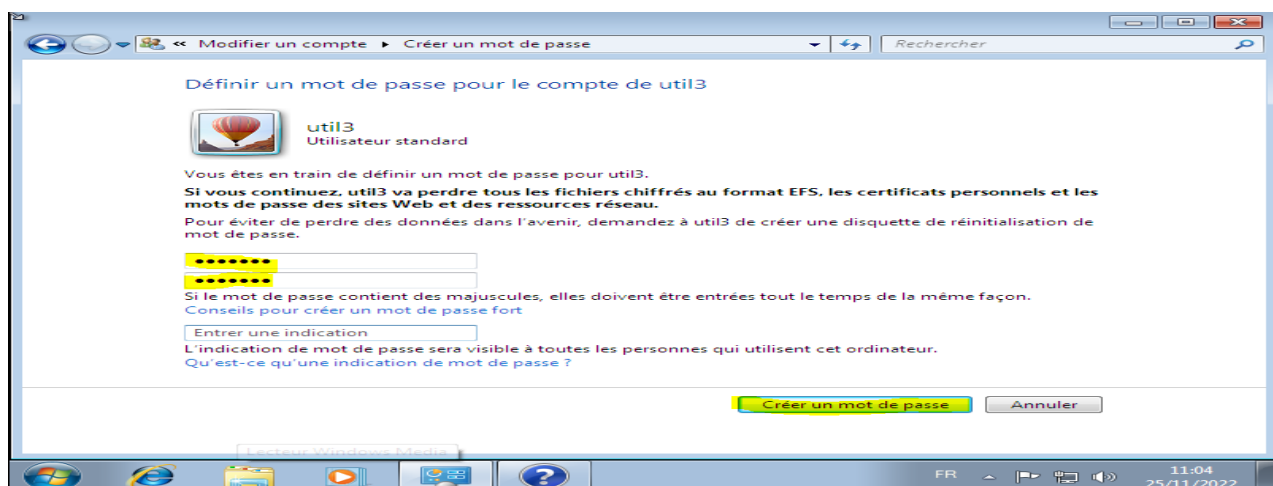 « Modifier un compte ▸ Créer un mot de passe
Rechercher
Définir un mot de passe pour le compte de util3
util3
Utilisateur standard
Vous êtes en train de définir un mot de passe pour util3.
Si vous continuez, util3 va perdre tous les fichiers chiffrés au format EFS, les certificats personnels et les
mots de passe des sites Web et des ressources réseau.
Pour éviter de perdre des données dans l'avenir, demandez à util3 de créer une disquette de réinitialisation de
mot de passe.
•••••••
•••••••
Si le mot de passe contient des majuscules, elles doivent être entrées tout le temps de la même façon.
Conseils pour créer un mot de passe fort
Entrer une indication
L'indication de mot de passe sera visible à toutes les personnes qui utilisent cet ordinateur.
Qu'est-ce qu'une indication de mot de passe ?
Créer un mot de passe
Annuler
Lecteur Windows Media
FR
11:04
25/11/2022